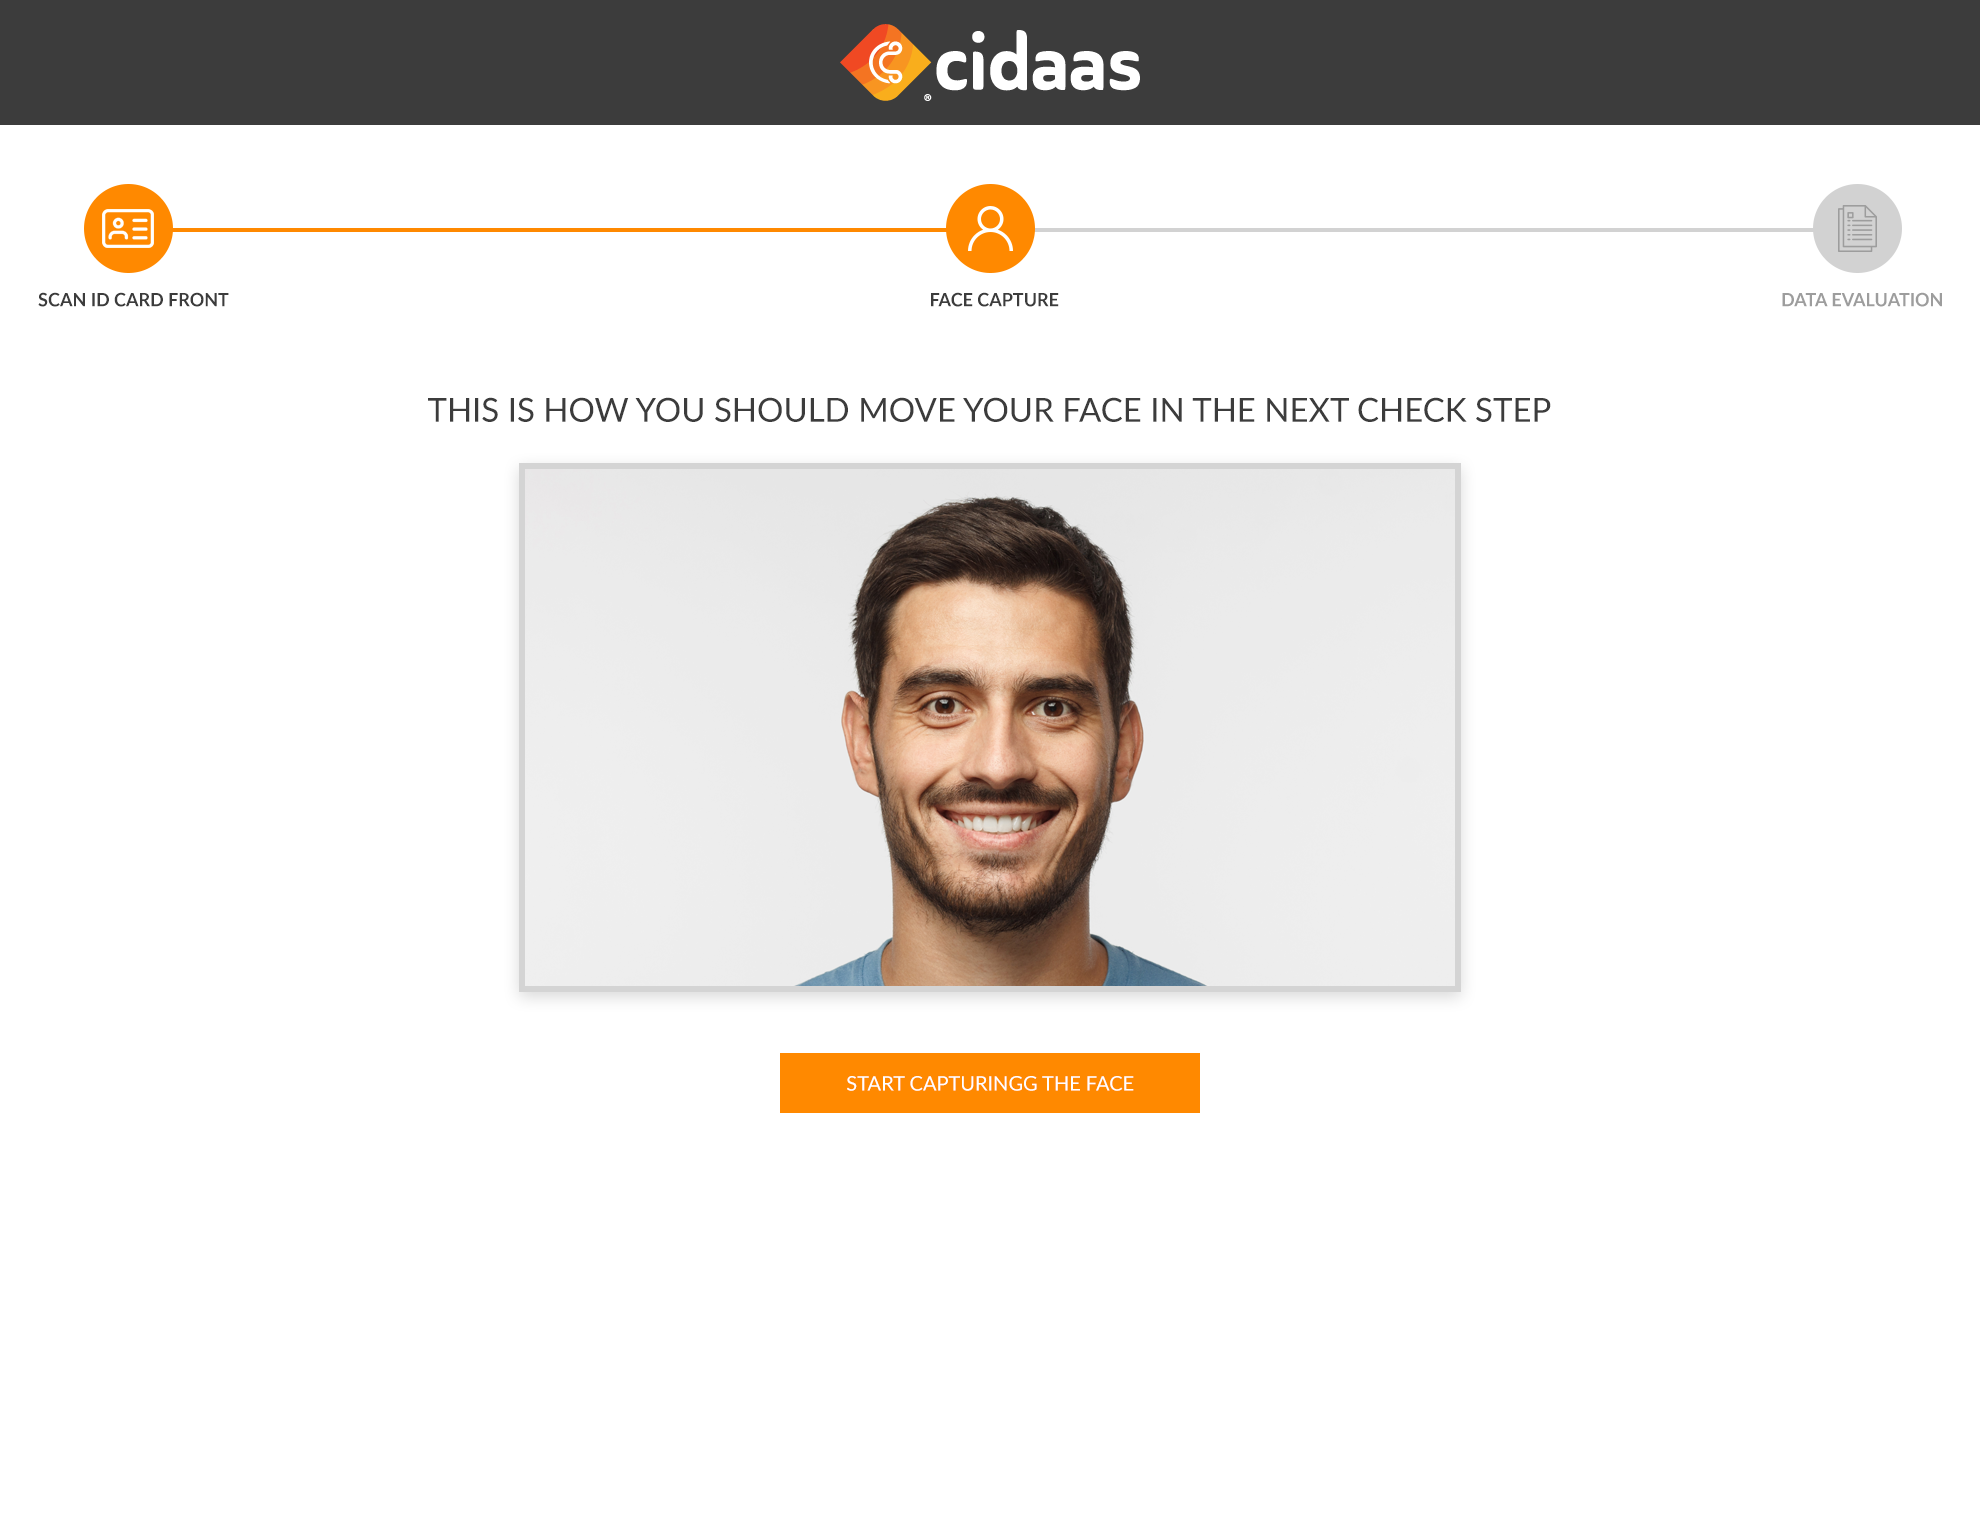 cidaas
®
SCAN ID CARD FRONT
FACE CAPTURE
DATA EVALUATION
THIS IS HOW YOU SHOULD MOVE YOUR FACE IN THE NEXT CHECK STEP
START CAPTURINGG THE FACE